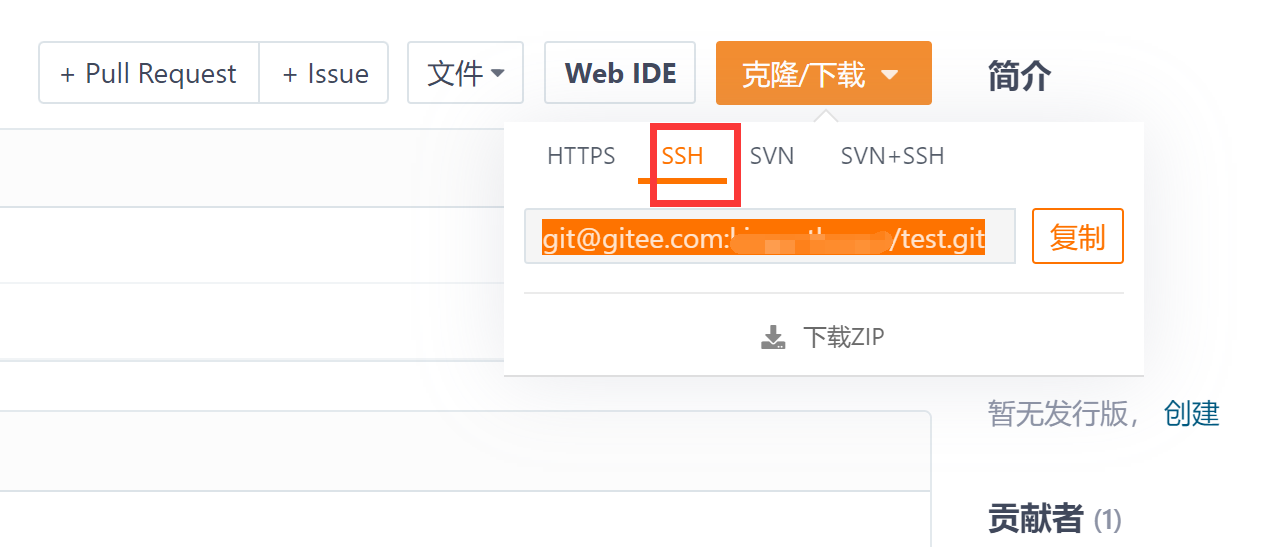 + Pull Request
+ Issue
文件
Web IDE
克隆/下载
简介
HTTPS
SSH
SVN
SVN+SSH
git@gitee.com: /test.git
复制
下载ZIP
暂无发行版，
创建
贡献者 (1)